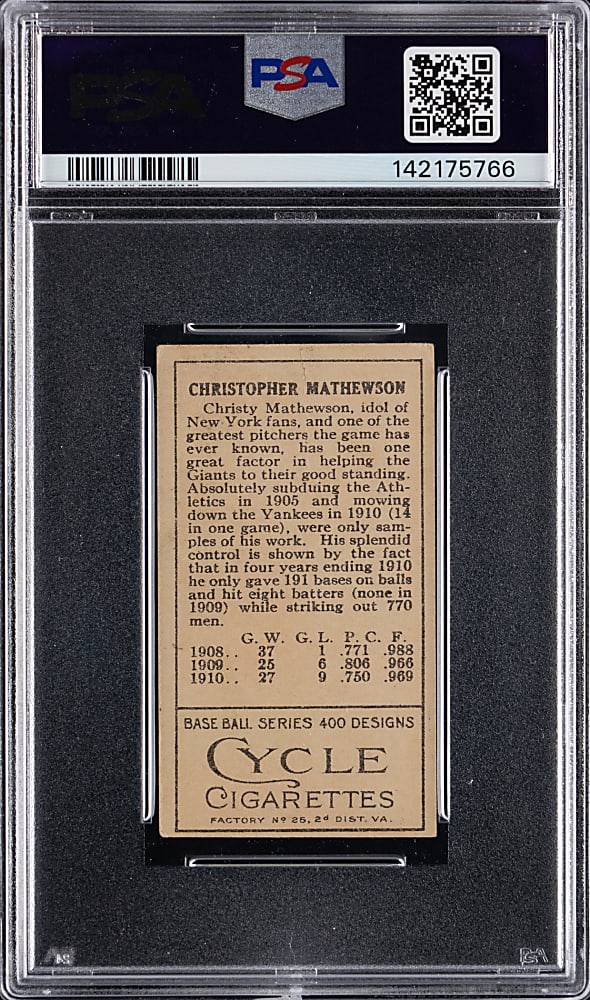 PSA
142175766
CHRISTOPHER MATHEWSON
Christy Mathewson, idol of
New York fans, and one of the
greatest pitchers the game has
ever known, has been one
great factor in helping the
Giants to their good standing.
Absolutely subduing the Ath-
letics in 1905 and mowing
down the Yankees in 1910 (14
in one game), were only sam-
ples of his work. His splendid
control is shown by the fact
that in four years ending 1910
he only gave 191 bases on balls
and hit eight batters (none in
1909) while striking out 770
men.
G. W. G. L. P. C. F.
1908.. 37 1 .771 .988
1909.. 25 6 .806 .966
1910.. 27 9 .750 .969
BASE BALL SERIES 400 DESIGNS
CYCLE
CIGARETTES
FACTORY Nº 25, 2d DIST. VA.